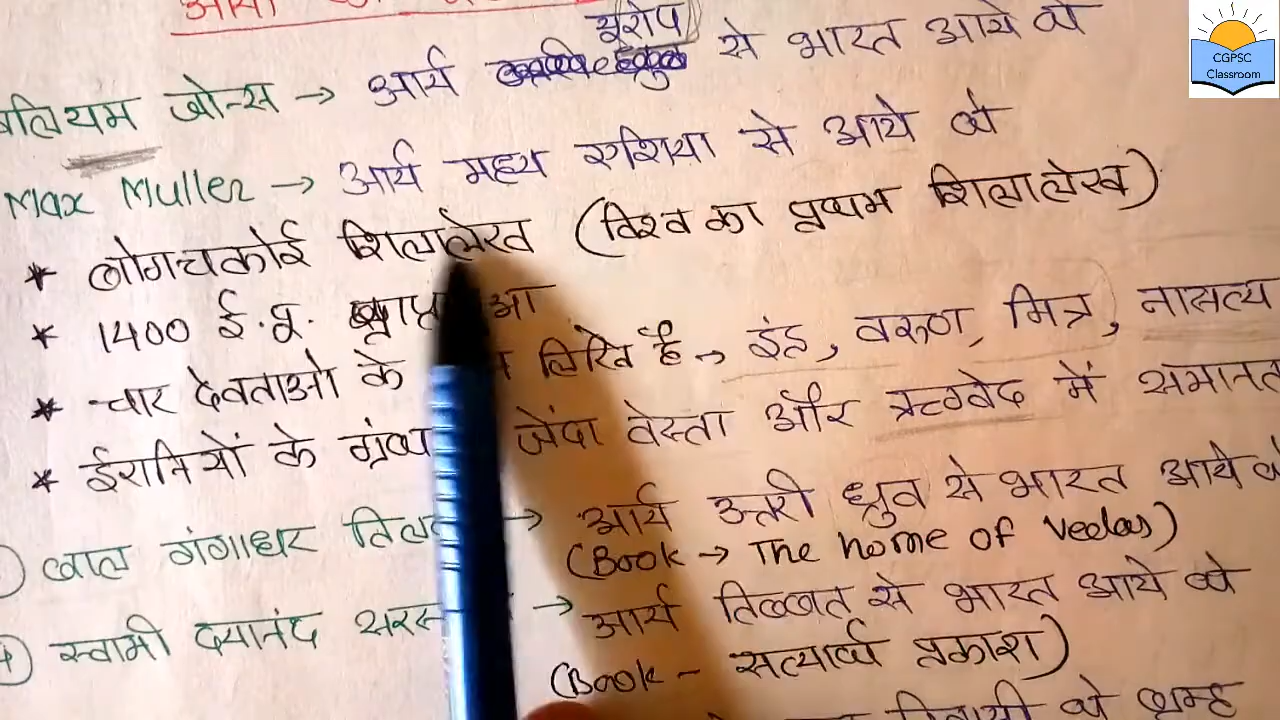 यूरोप
विलियम जोन्स → आर्य से भारत आये थे
CGPSC
Classroom
Max Muller → आर्य मध्य एशिया से आये थे
* बोगचकोई शिलालेख (विश्व का प्रथम शिलालेख)
* 1400 ई.पू.
* चार देवताओ के लिखे है → इंद्र, वरुण, मित्र, नासत्य
* ईरानियों के ग्रंथ जेंदा वेस्ता और ऋग्वेद में समानत
बाल गंगाधर तिलक → आर्य उत्तरी ध्रुव से भारत आये थे
(Book → The home of Vedas)
स्वामी दयानंद → आर्य तिब्बत से भारत आये थे
(Book - सत्यार्थ प्रकाश)